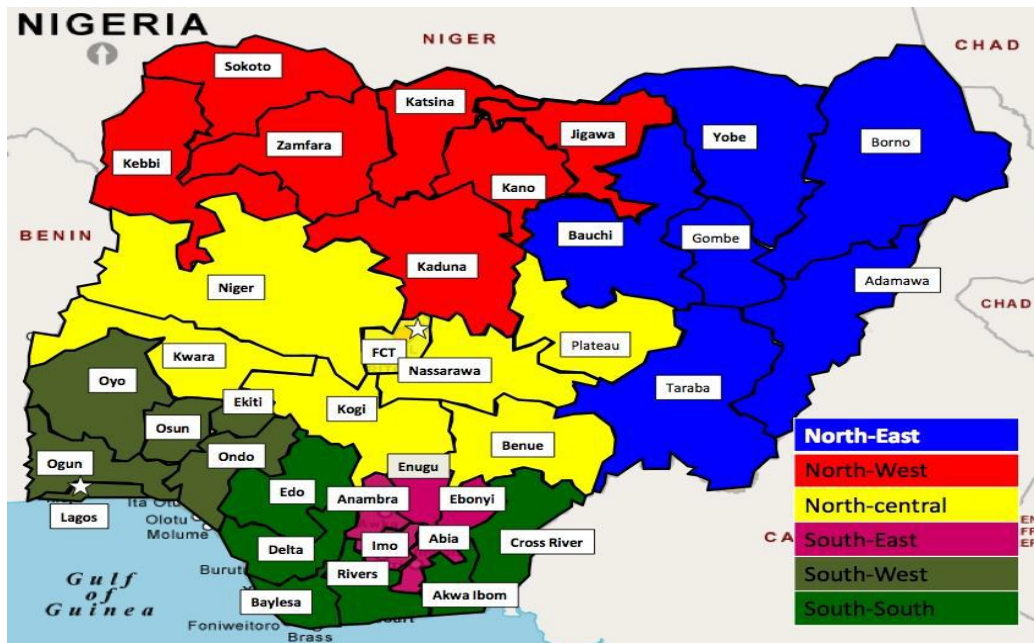 NIGERIA
NIGER
CHAD
Sokoto
Katsina
Jigawa
Yobe
Borno
Zamfara
Kebbi
Kano
BENIN
Bauchi
Gombe
Kaduna
Adamawa
Niger
CHAD
FCT
Plateau
Kwara
Nassarawa
Oyo
Taraba
Ekiti
Kogi
Osun
Benue
North-East
Ogun
Ondo
Enugu
North-West
Edo
Anambra
Ebonyi
North-central
Lagos
Ita
Olotu
Molume
Delta
Imo
Abia
Cross River
South-East
Gulf
of
Guinea
Rivers
South-West
Baylesa
Akwa Ibom
South-South
Foniweitoro
Brass